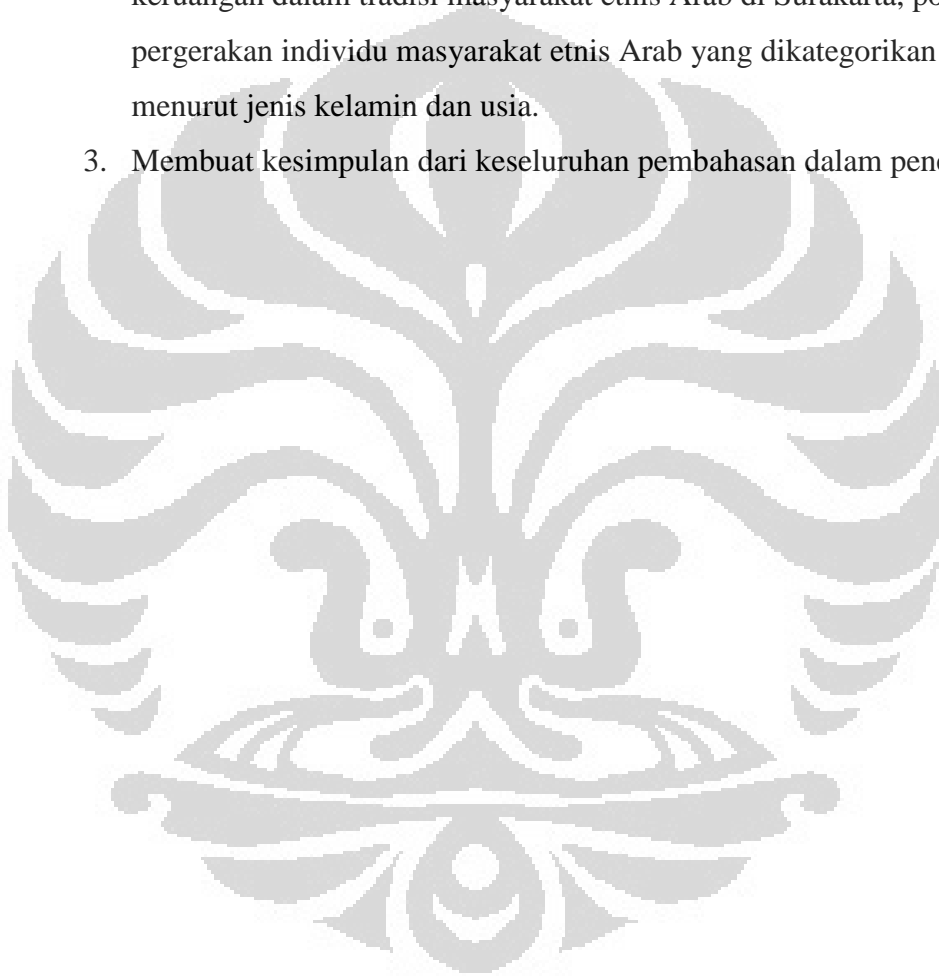 keruangan dalam tradisi masyarakat etnis Arab di Surakarta,
pergerakan individu masyarakat etnis Arab yang dikategorikan
menurut jenis kelamin dan usia.
3. Membuat kesimpulan dari keseluruhan pembahasan dalam